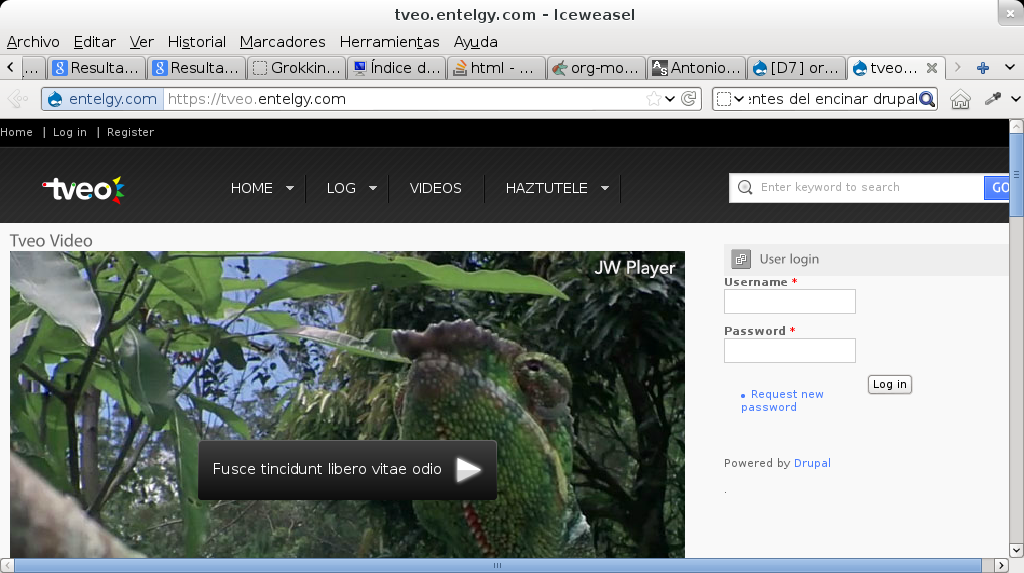 tveo.entelgy.com - Iceweasel
Archivo Editar Ver Historial Marcadores Herramientas Ayuda
... Resulta... Resulta... Grokkin... Índice d... html - ... org-mo... Antonio... [D7] or... tveo...
entelgy.com https://tveo.entelgy.com entes del encinar drupal
Home | Log in | Register
tveo HOME LOG VIDEOS HAZTUTELE Enter keyword to search GO
Tveo Video
JW Player
User login
Username *
Password *
Log in
Request new
password
Fusce tincidunt libero vitae odio
Powered by Drupal
.